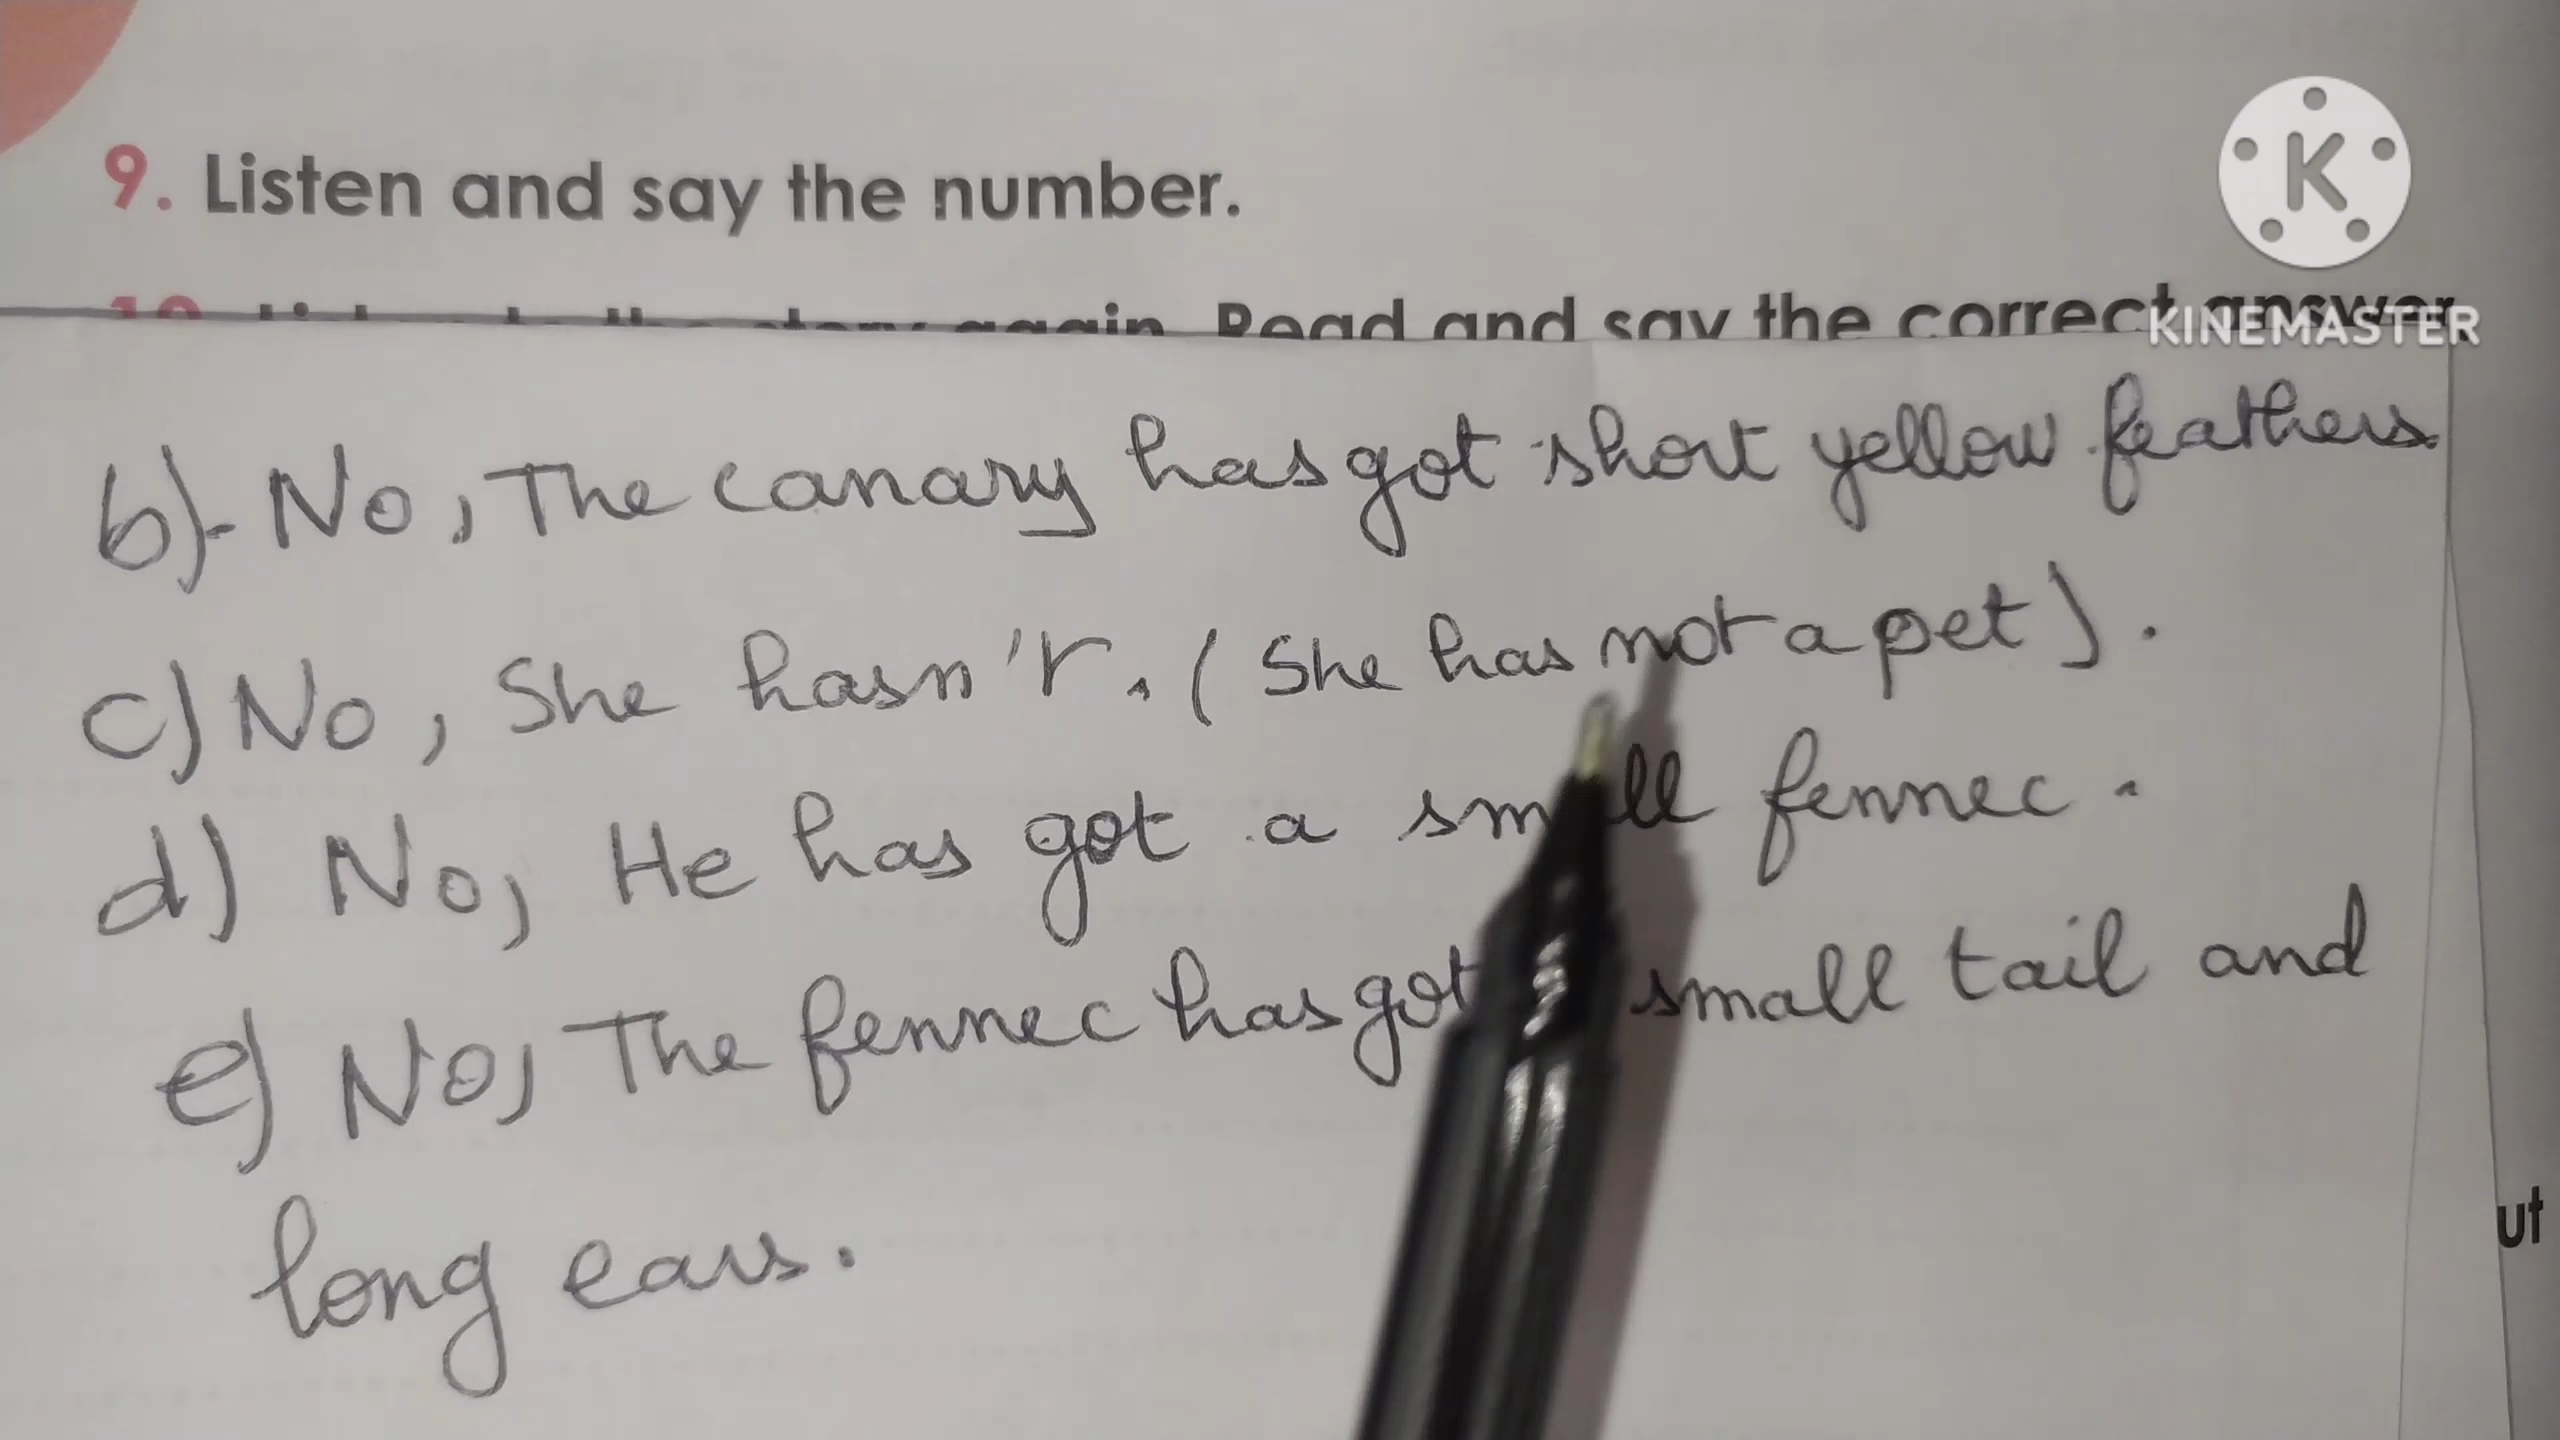 9. Listen and say the number.
K
again. Read and say the correct answer.
KINEMASTER
b)- No, The canary has got short yellow feathers
c) No, She hasn't. (She has not a pet).
d) No, He has got a small fennec.
e) No, The fennec has got small tail and
long ears.
ut